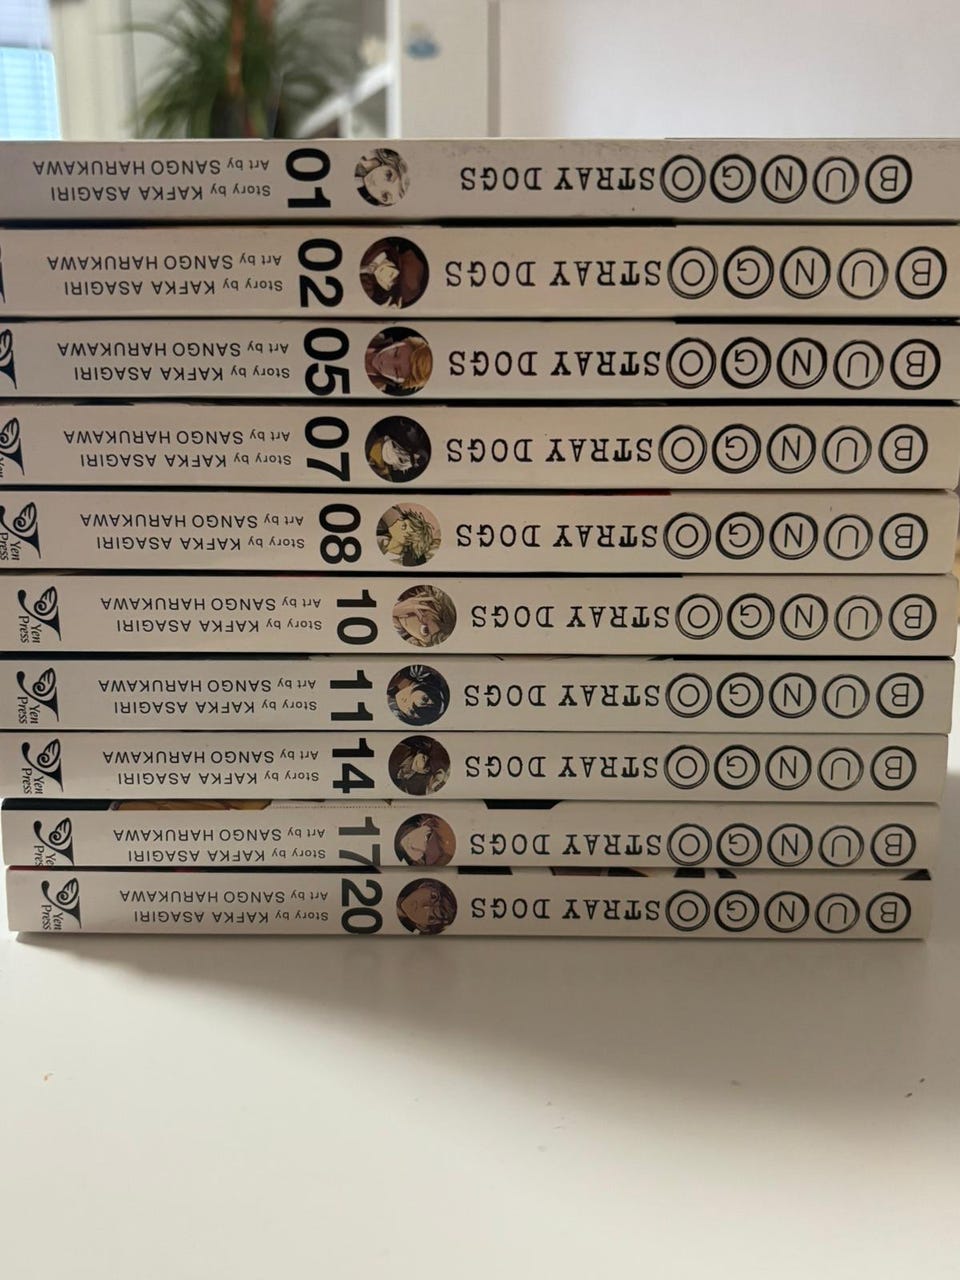 BUNGO STRAY DOGS
01
Story by KAFKA ASAGIRI
Art by SANGO HARUKAWA
BUNGO STRAY DOGS
02
Story by KAFKA ASAGIRI
Art by SANGO HARUKAWA
BUNGO STRAY DOGS
05
Story by KAFKA ASAGIRI
Art by SANGO HARUKAWA
BUNGO STRAY DOGS
07
Story by KAFKA ASAGIRI
Art by SANGO HARUKAWA
BUNGO STRAY DOGS
08
Story by KAFKA ASAGIRI
Art by SANGO HARUKAWA
Yen
Press
BUNGO STRAY DOGS
10
Story by KAFKA ASAGIRI
Art by SANGO HARUKAWA
Yen
Press
BUNGO STRAY DOGS
11
Story by KAFKA ASAGIRI
Art by SANGO HARUKAWA
Yen
Press
BUNGO STRAY DOGS
14
Story by KAFKA ASAGIRI
Art by SANGO HARUKAWA
Yen
Press
BUNGO STRAY DOGS
17
Story by KAFKA ASAGIRI
Art by SANGO HARUKAWA
BUNGO STRAY DOGS
20
Story by KAFKA ASAGIRI
Art by SANGO HARUKAWA
Yen
Press